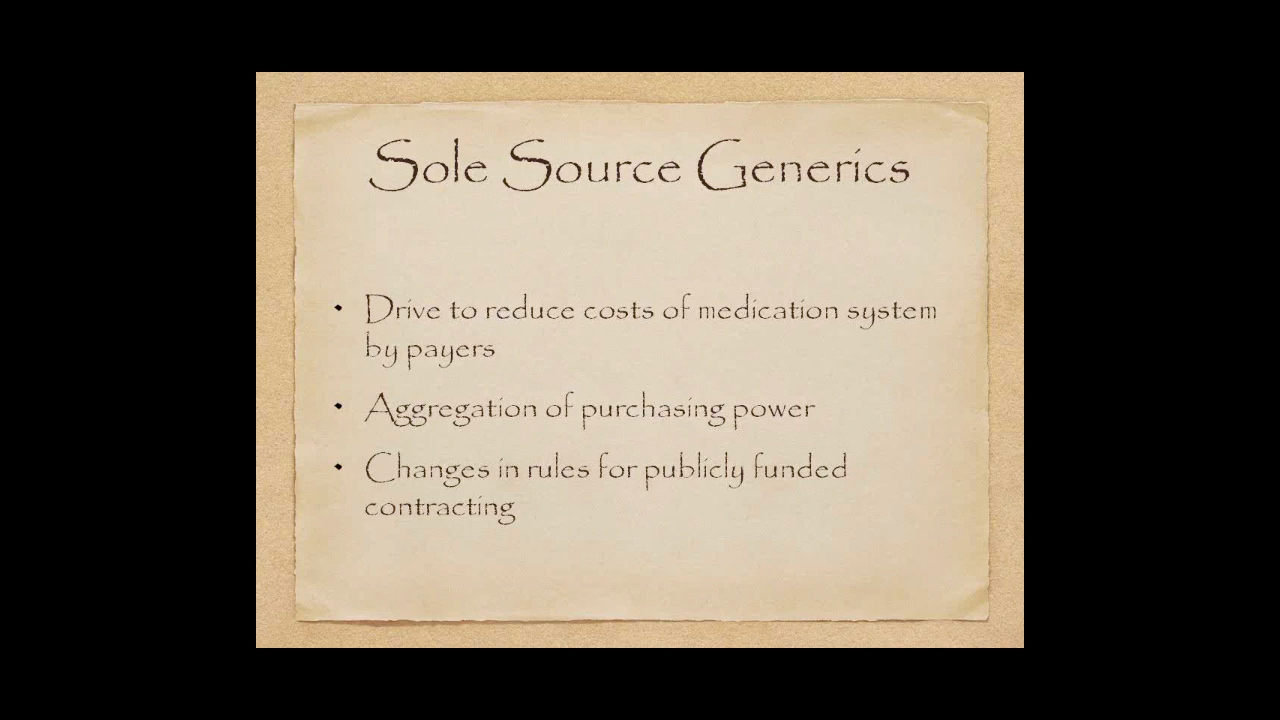 Sole Source Generics
• Drive to reduce costs of medication system
by payers
• Aggregation of purchasing power
• Changes in rules for publicly funded
contracting